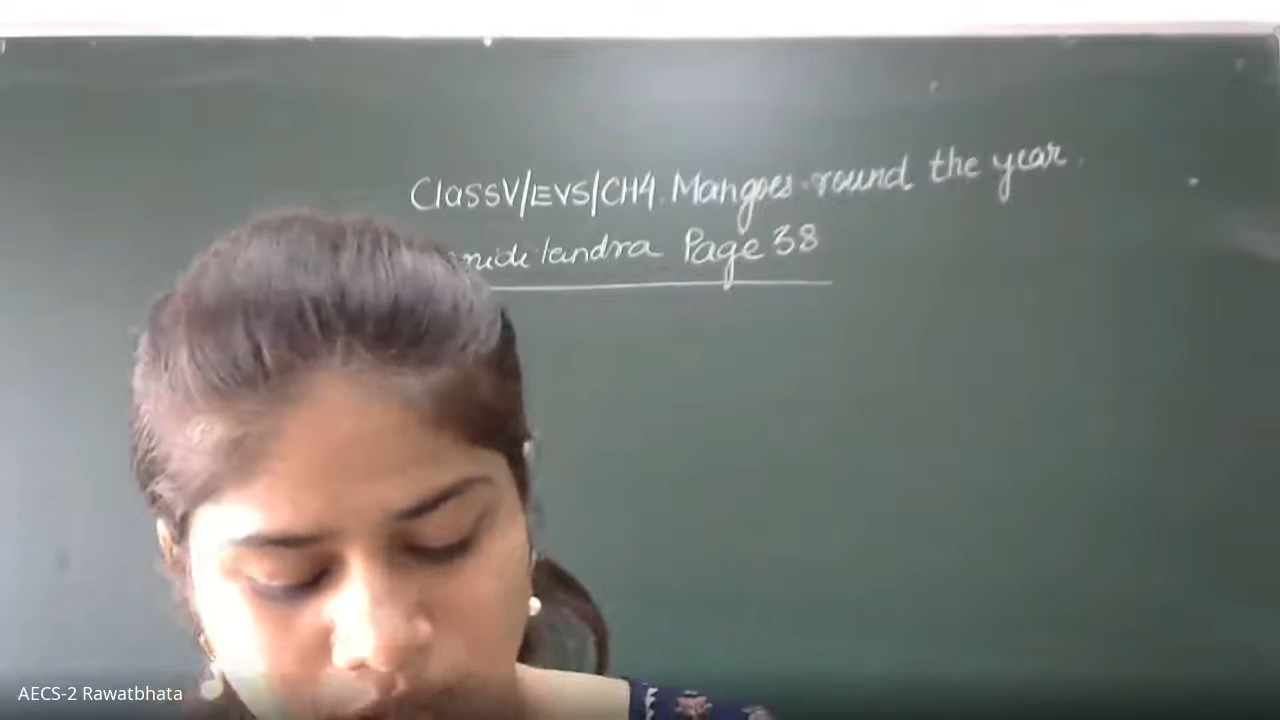 ClassV/EVS/CH4. Mangoes round the year.
landra Page 38
AECS-2 Rawatbhata